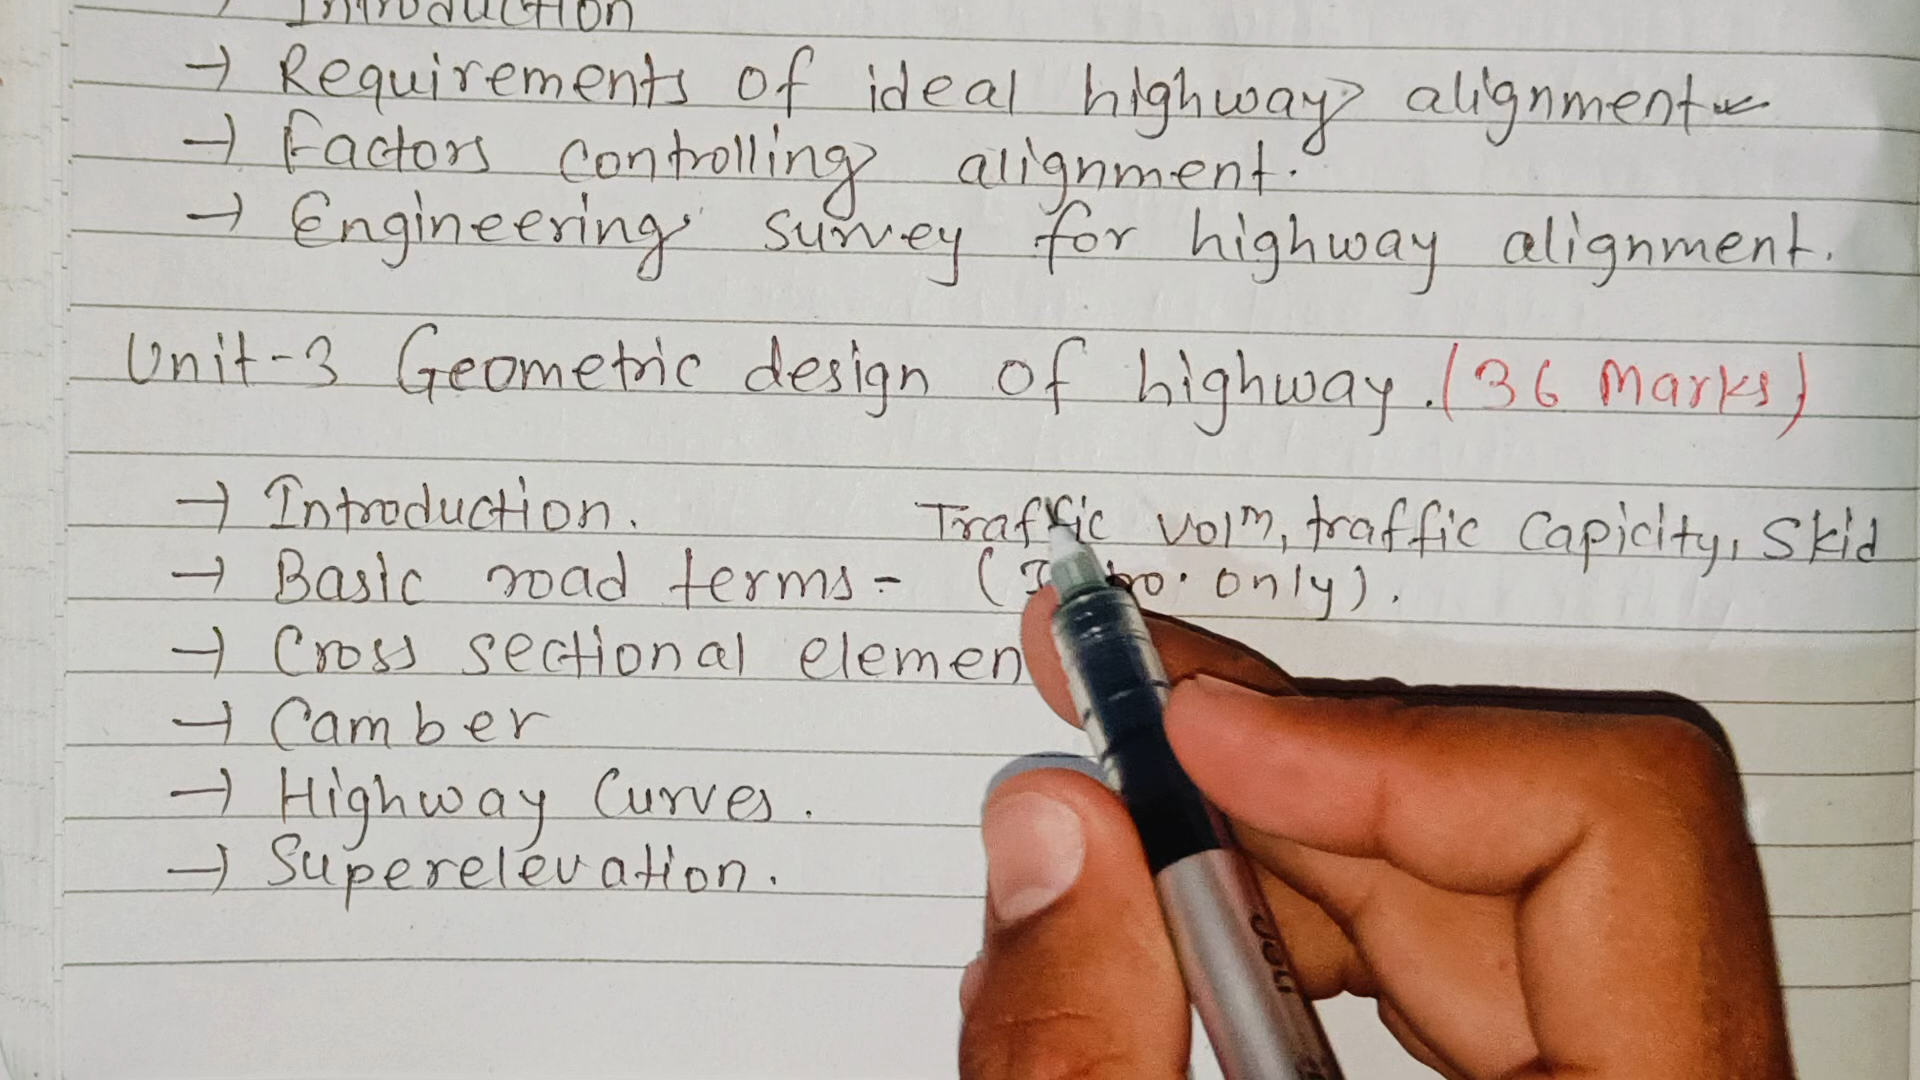 → Introduction
→ Requirements of ideal highway alignment
→ Factors controlling alignment.
→ Engineering survey for highway alignment.
Unit-3 Geometric design of highway. (36 Marks)
→ Introduction. Traffic volm, traffic Capicity, Skid
→ Basic road terms - ( only).
→ Cross sectional elemen
→ Camber
→ Highway Curves.
→ Superelevation.
deli